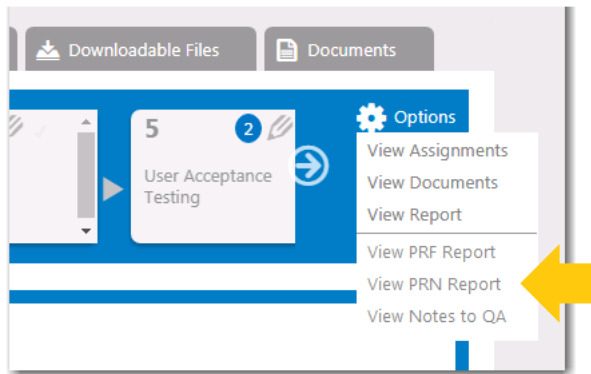 Downloadable Files
Documents
5
2
User Acceptance
Testing
Options
View Assignments
View Documents
View Report
View PRF Report
View PRN Report
View Notes to QA